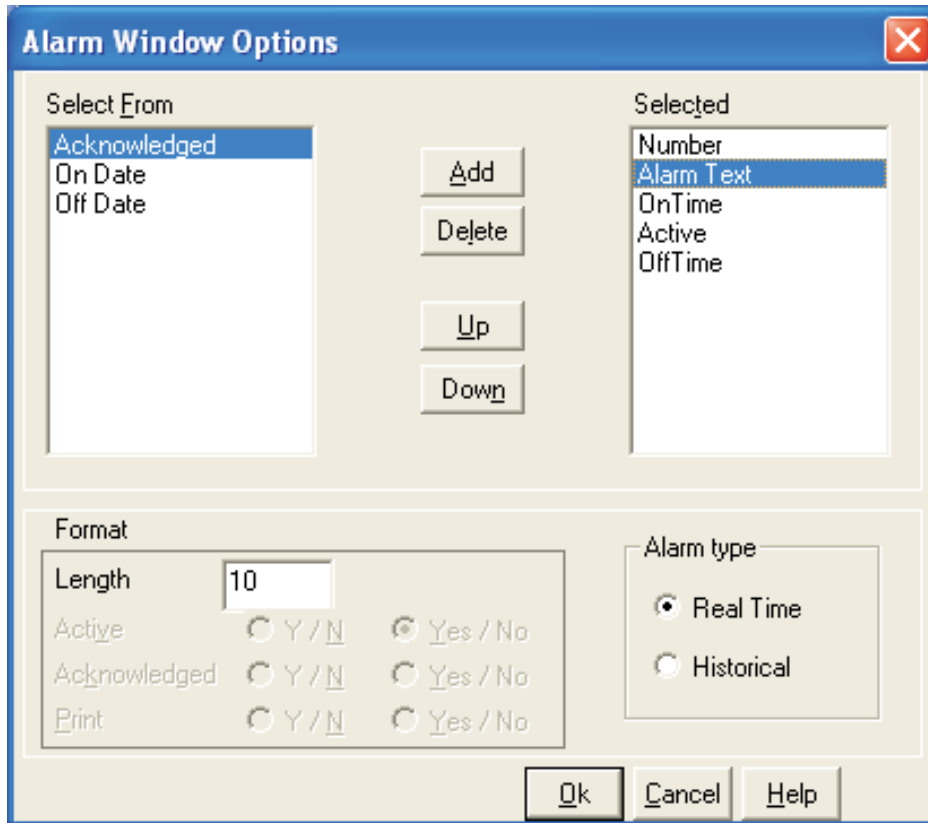 Alarm Window Options
Select From
Selected
Acknowledged
On Date
Off Date
Add
Delete
Up
Down
Number
Alarm Text
OnTime
Active
OffTime
Format
Length 10
Active Y / N Yes / No
Acknowledged Y / N Yes / No
Print Y / N Yes / No
Alarm type
Real Time
Historical
Ok Cancel Help